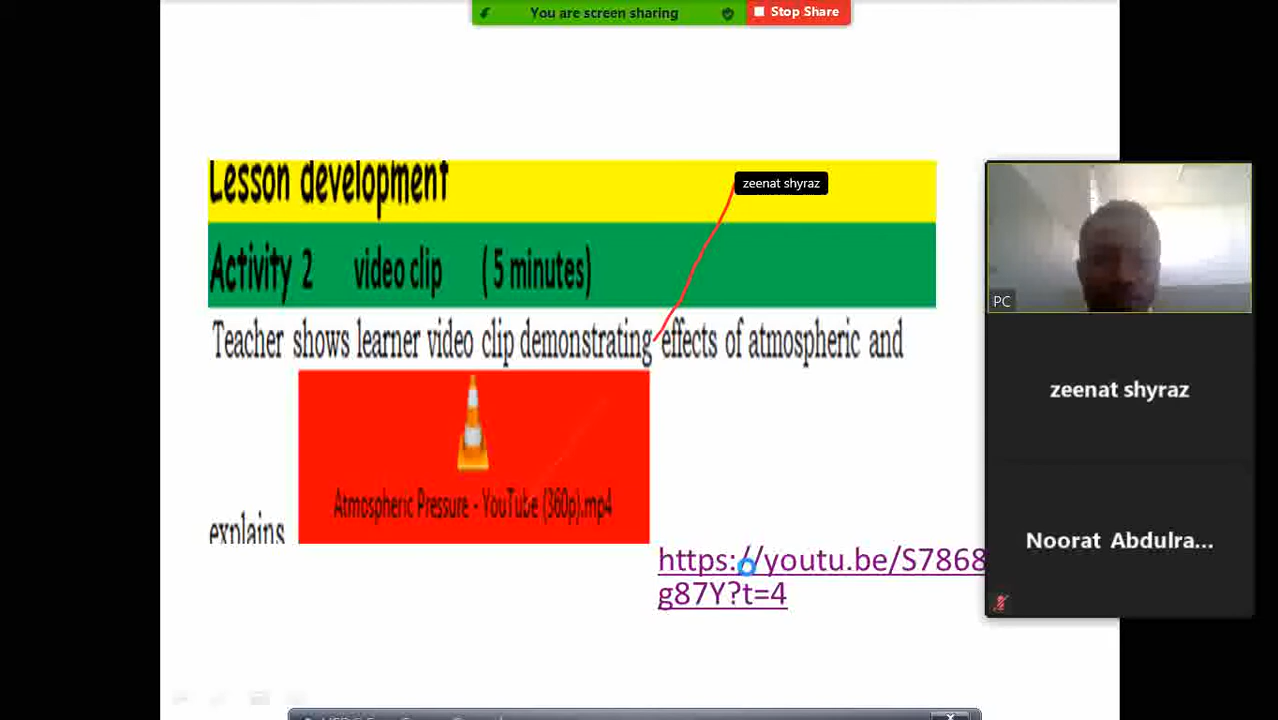 You are screen sharing
Stop Share
Lesson development
zeenat shyraz
Activity 2 video clip ( 5 minutes)
Teacher shows learner video clip demonstrating effects of atmospheric and
Atmospheric Pressure - YouTube (360p).mp4
explains
https://youtu.be/S7868
g87Y?t=4
PC
zeenat shyraz
Noorat Abdulra...